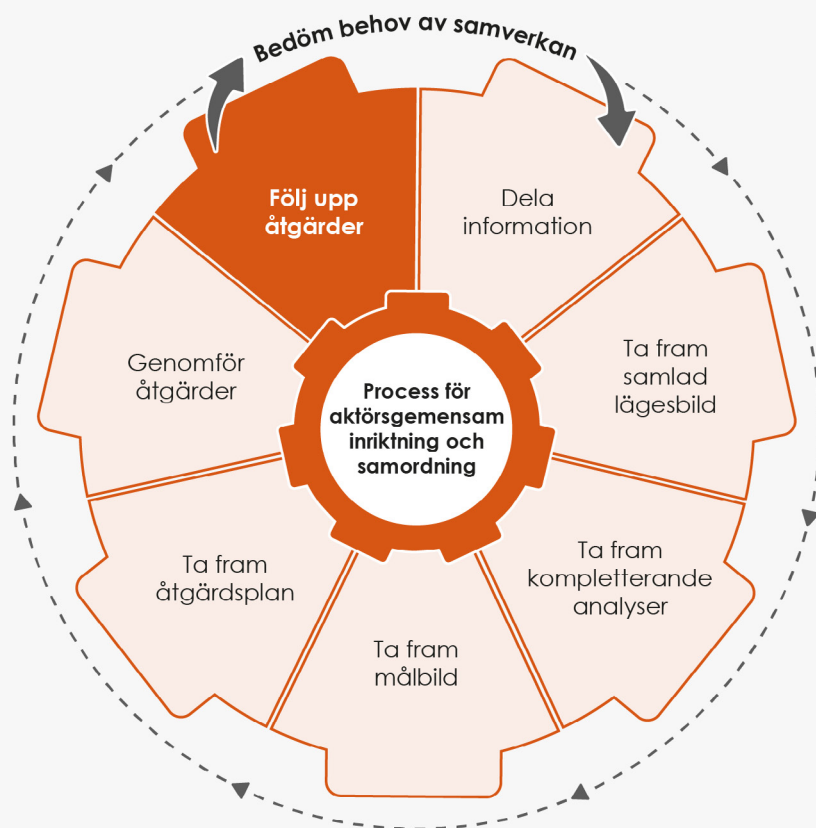 Bedöm behov av samverkan
Följ upp
åtgärder
Dela
information
Ta fram
samlad
lägesbild
Ta fram
kompletterande
analyser
Ta fram
målbild
Ta fram
åtgärdsplan
Genomför
åtgärder
Process för
aktörsgemensam
inriktning och
samordning